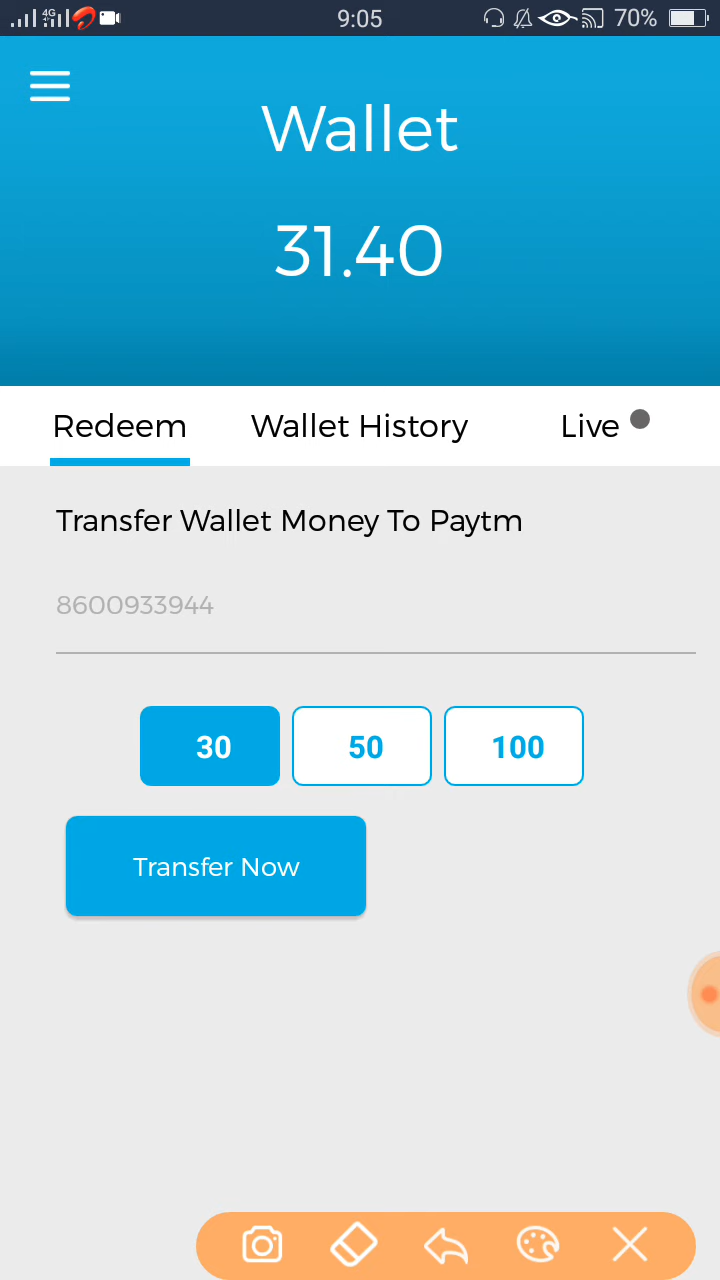 4G 9:05 70%
Wallet
31.40
Redeem Wallet History Live
Transfer Wallet Money To Paytm
8600933944
30 50 100
Transfer Now